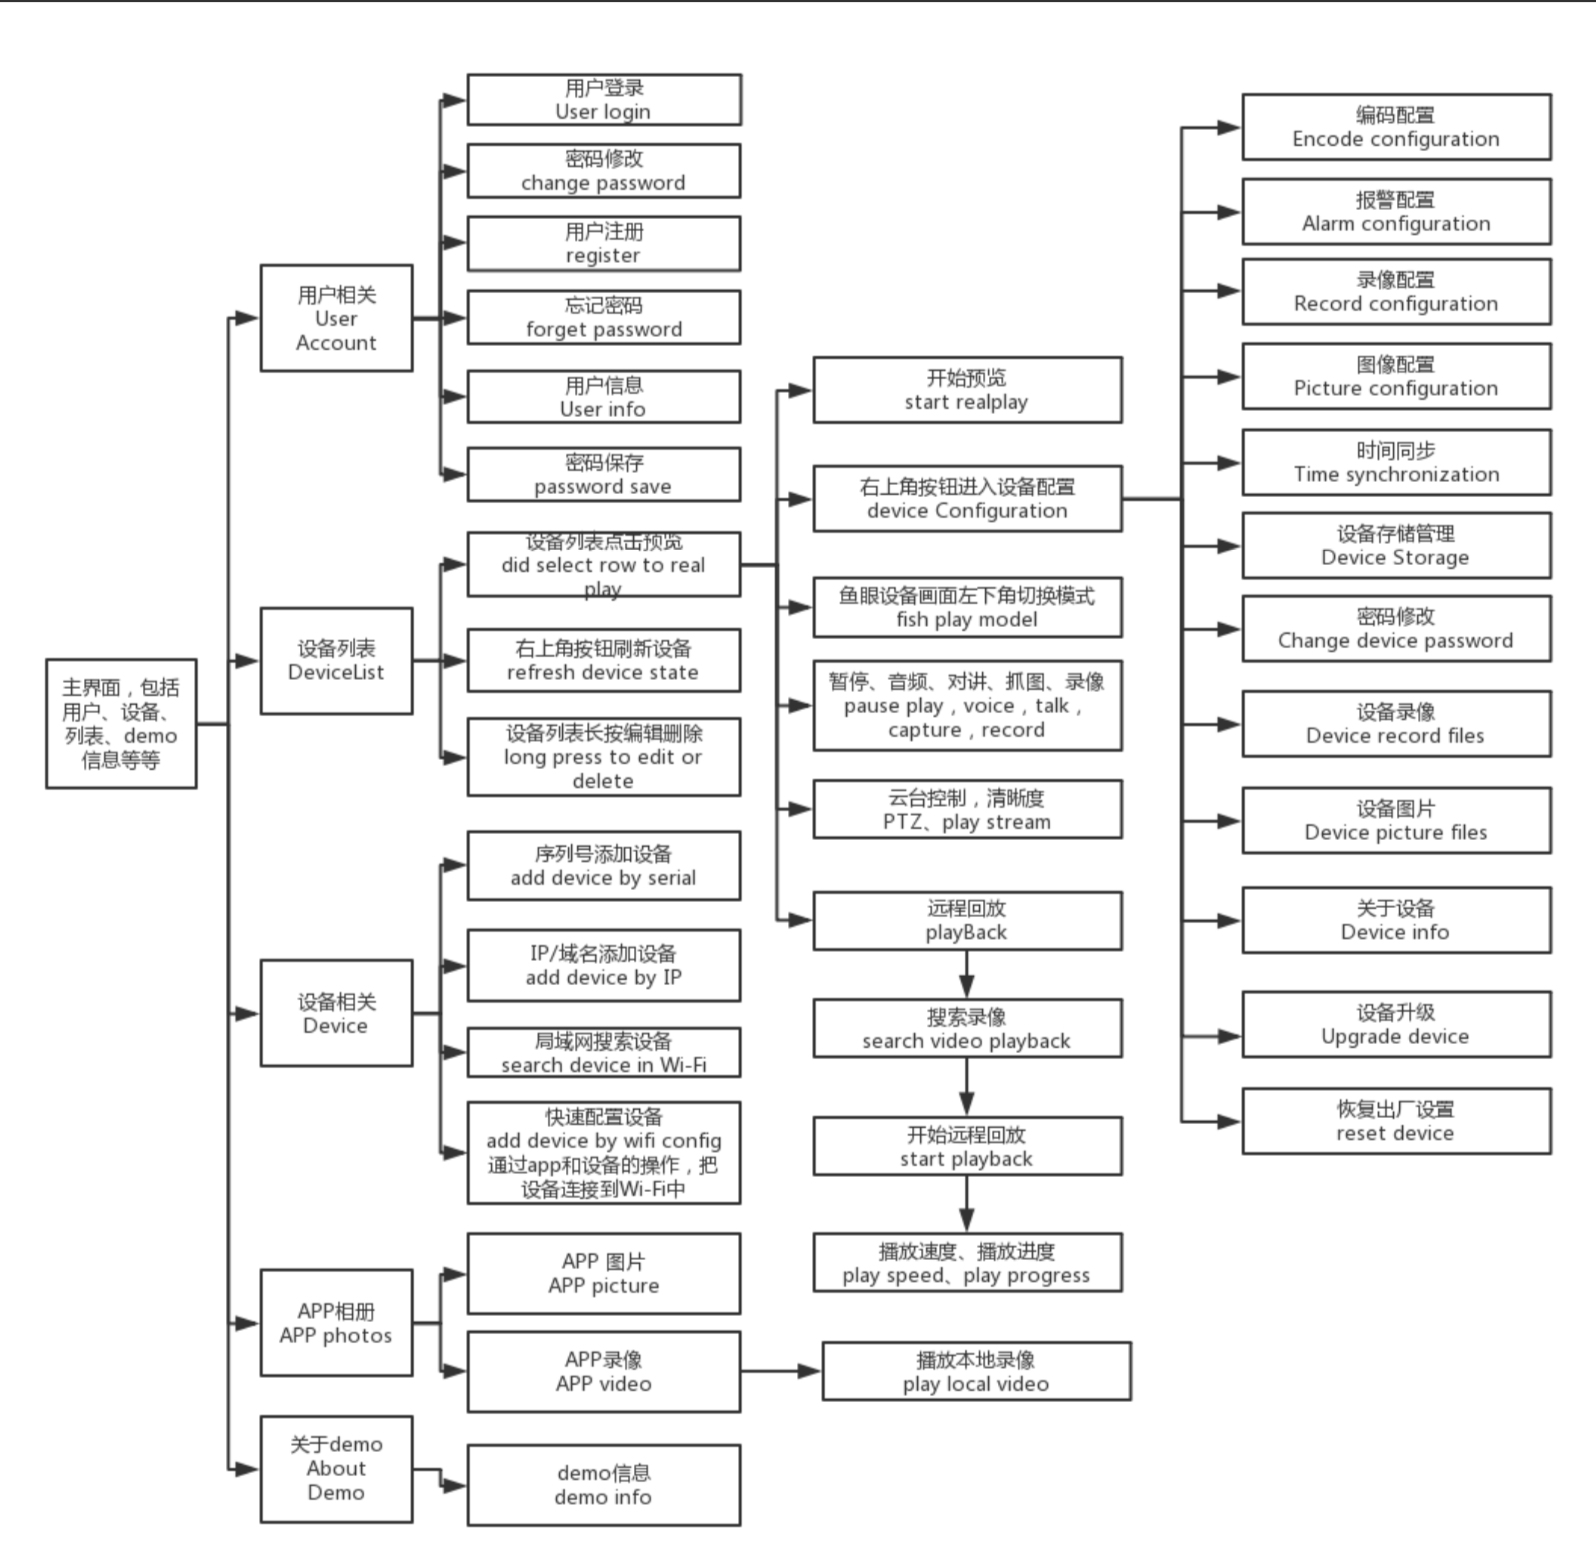 主界面，包括
用户、设备、
列表、demo
信息等等
用户相关
User
Account
用户登录
User login
密码修改
change password
用户注册
register
忘记密码
forget password
用户信息
User info
密码保存
password save
设备列表
DeviceList
设备列表点击预览
did select row to real
play
右上角按钮刷新设备
refresh device state
设备列表长按编辑删除
long press to edit or
delete
开始预览
start realplay
右上角按钮进入设备配置
device Configuration
鱼眼设备画面左下角切换模式
fish play model
暂停、音频、对讲、抓图、录像
pause play，voice，talk，
capture，record
云台控制，清晰度
PTZ、play stream
远程回放
playBack
搜索录像
search video playback
开始远程回放
start playback
播放速度、播放进度
play speed、play progress
编码配置
Encode configuration
报警配置
Alarm configuration
录像配置
Record configuration
图像配置
Picture configuration
时间同步
Time synchronization
设备存储管理
Device Storage
密码修改
Change device password
设备录像
Device record files
设备图片
Device picture files
关于设备
Device info
设备升级
Upgrade device
恢复出厂设置
reset device
设备相关
Device
序列号添加设备
add device by serial
IP/域名添加设备
add device by IP
局域网搜索设备
search device in Wi-Fi
快速配置设备
add device by wifi config
通过app和设备的操作，把
设备连接到Wi-Fi中
APP相册
APP photos
APP 图片
APP picture
APP录像
APP video
播放本地录像
play local video
关于demo
About
Demo
demo信息
demo info